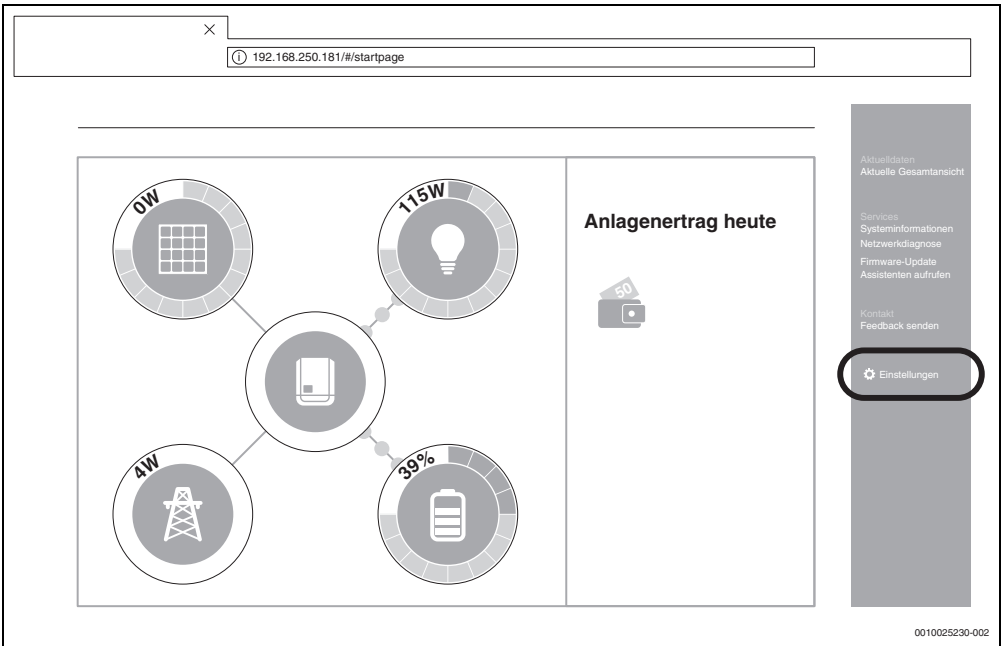 192.168.250.181/#/startpage
0W
115W
4W
39%
Anlagenertrag heute
50
Aktuelldaten
Aktuelle Gesamtansicht
Services
Systeminformationen
Netzwerkdiagnose
Firmware-Update
Assistenten aufrufen
Kontakt
Feedback senden
Einstellungen
0010025230-002